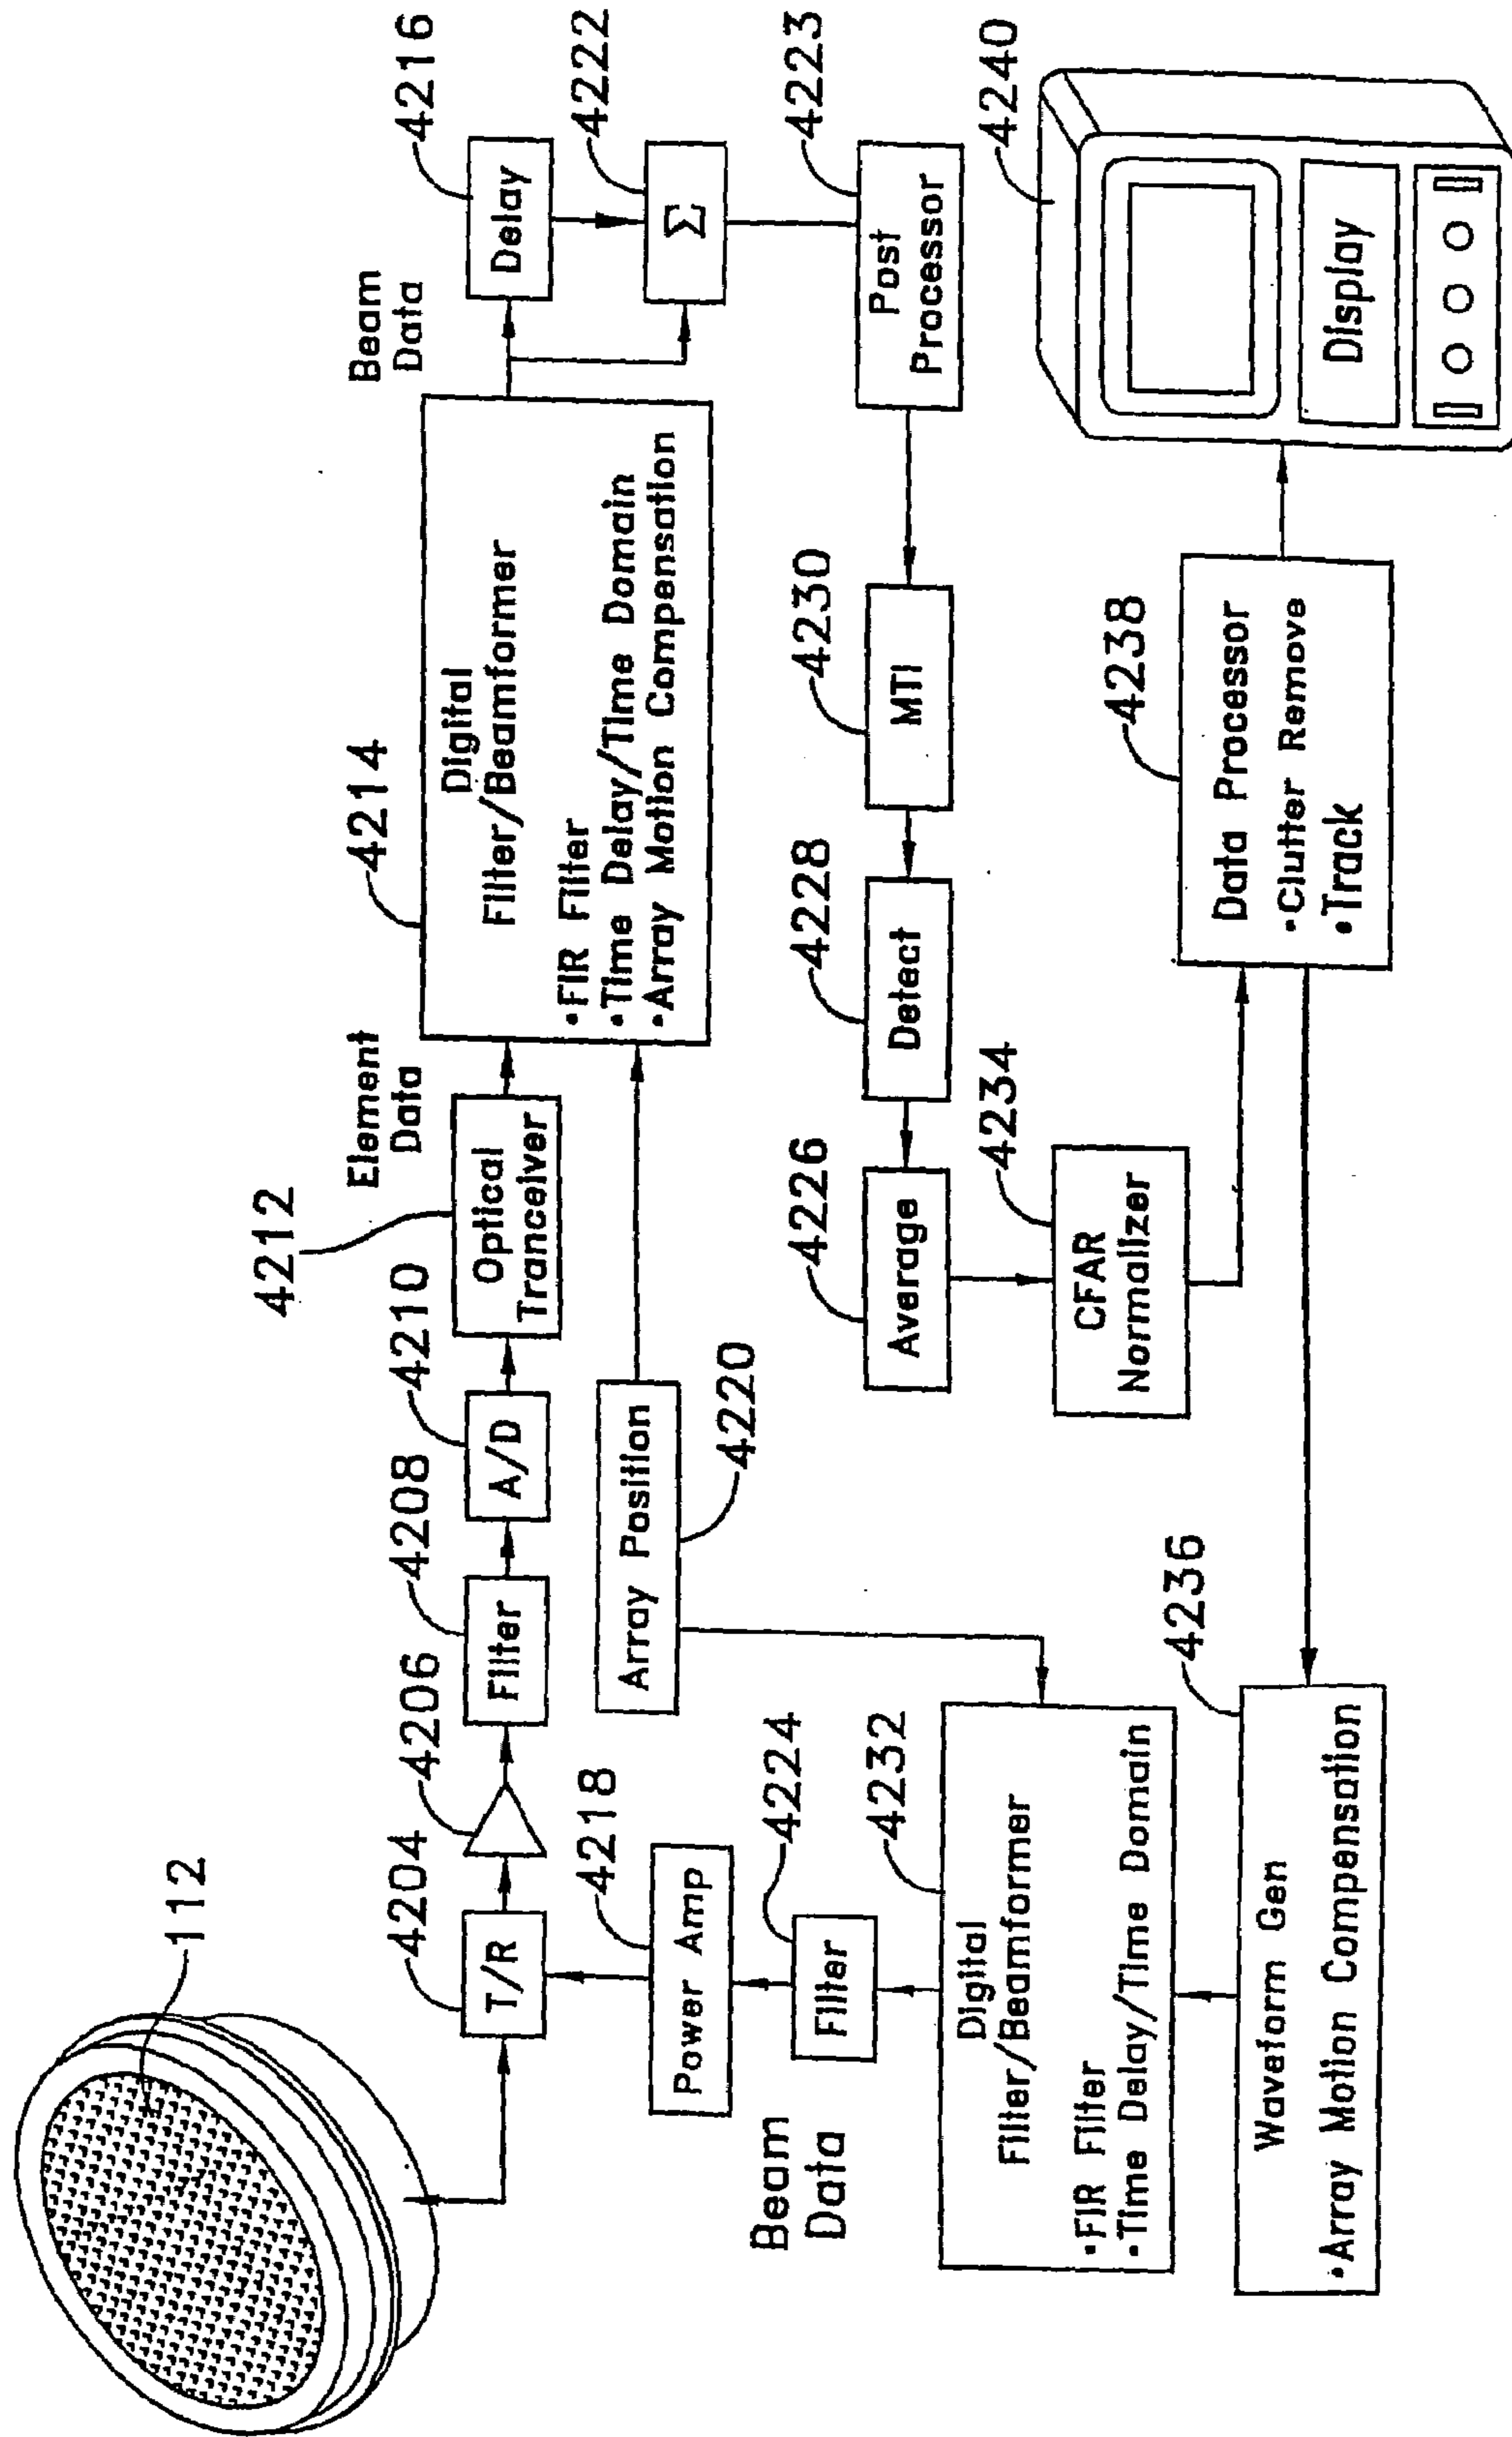 112
4204
T/R
4206
4208
Filter
4210
A/D
4212
Optical
Tranceiver
Element
Data
4214
Digital
Filter/Beamformer
•FIR Filter
•Time Delay/Time Domain
•Array Motion Compensation
Beam
Data
4216
Delay
4222
Σ
4223
Post
Processor
4218
Power Amp
Array Position
4220
Beam
Data
4224
Filter
4226
Average
4228
Detect
4230
MTI
4232
Digital
Filter/Beamformer
•FIR Filter
•Time Delay/Time Domain
4234
CFAR
Normalizer
4236
Waveform Gen
•Array Motion Compensation
4238
Data Processor
•Clutter Remove
•Track
4240
Display